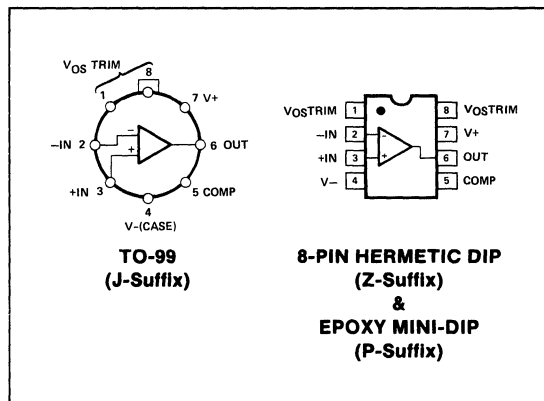 VOS TRIM
8
1
7 V+
−IN 2
−
+
6 OUT
+IN 3
5 COMP
4
V-(CASE)
TO-99
(J-Suffix)
VOSTRIM 1
8 VOSTRIM
−IN 2
−
7 V+
+IN 3
+
6 OUT
V− 4
5 COMP
8-PIN HERMETIC DIP
(Z-Suffix)
&
EPOXY MINI-DIP
(P-Suffix)